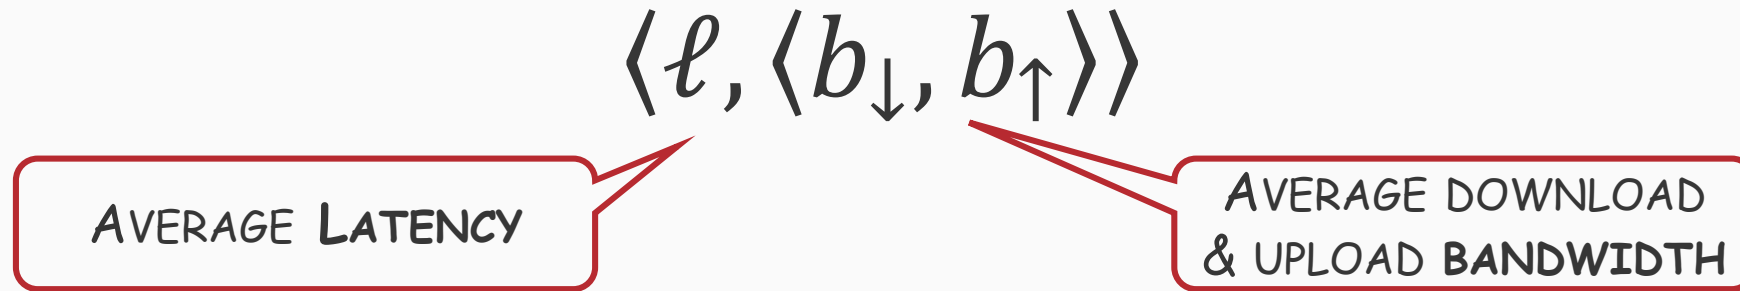 ⟨ℓ, ⟨b↓, b↑⟩⟩
AVERAGE LATENCY
AVERAGE DOWNLOAD
& UPLOAD BANDWIDTH